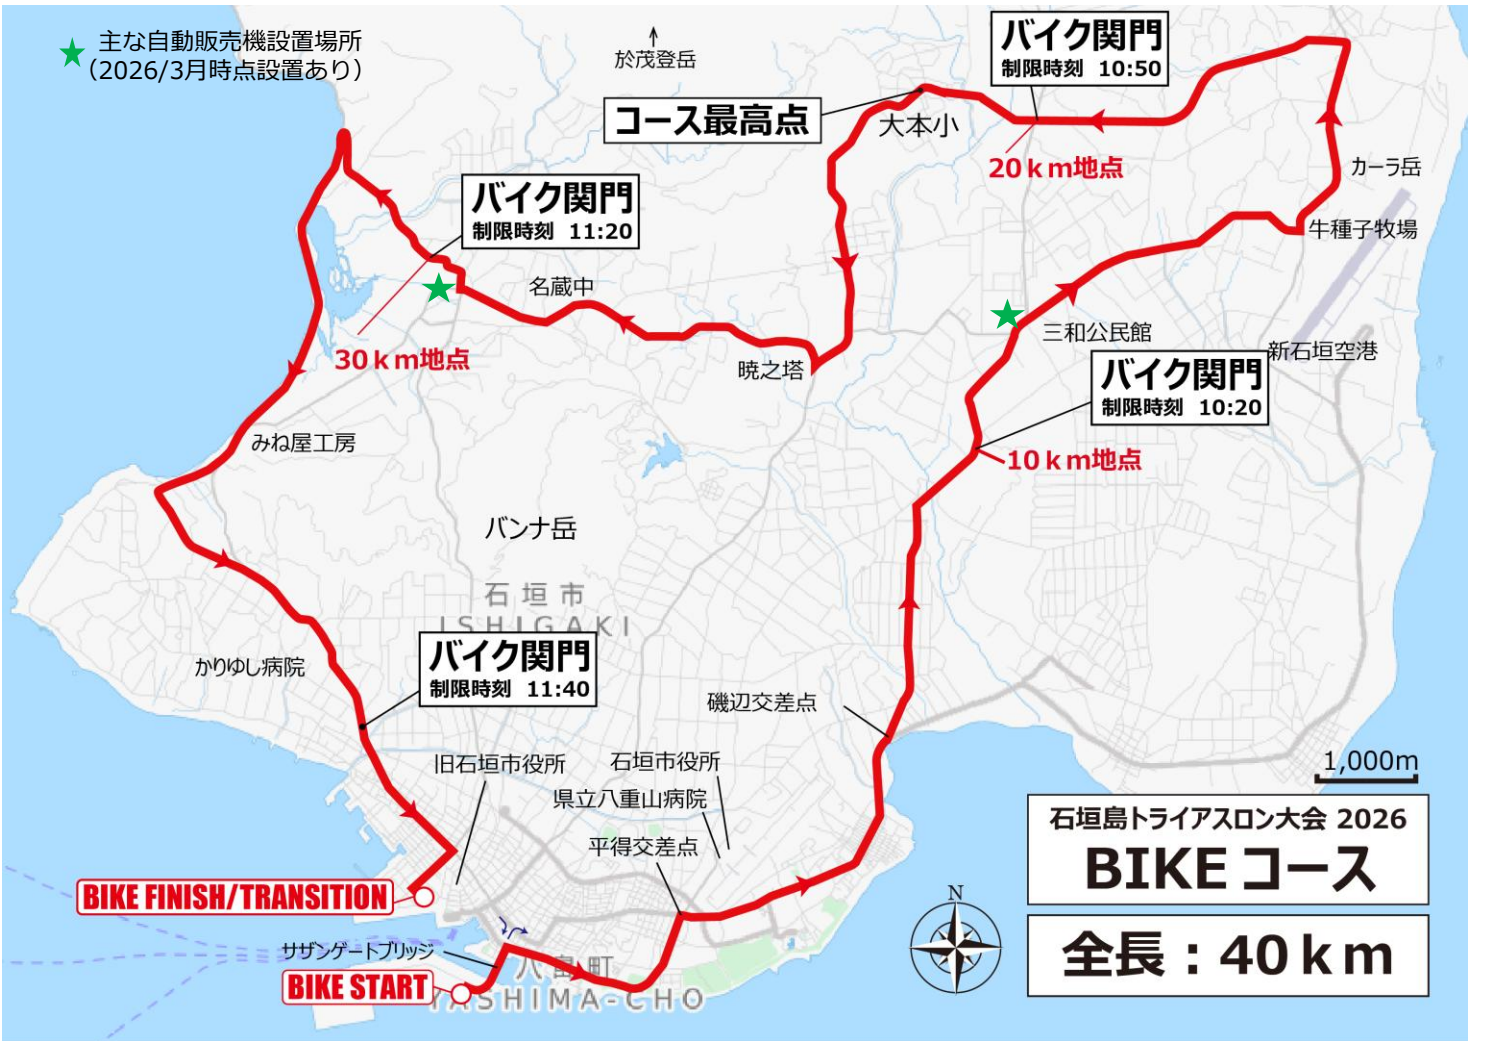 主な自動販売機設置場所
（2026/3月時点設置あり）
於茂登岳
バイク関門
制限時刻 10:50
コース最高点
大本小
20ｋｍ地点
カーラ岳
バイク関門
制限時刻 11:20
牛種子牧場
名蔵中
三和公民館
新石垣空港
30ｋｍ地点
暁之塔
バイク関門
制限時刻 10:20
みね屋工房
10ｋｍ地点
バンナ岳
石垣市
ISHIGAKI
バイク関門
制限時刻 11:40
かりゆし病院
磯辺交差点
旧石垣市役所
石垣市役所
1,000m
県立八重山病院
石垣島トライアスロン大会 2026
平得交差点
BIKE コース
BIKE FINISH/TRANSITION
N
サザンゲートブリッジ
全長：40ｋｍ
八島町
BIKE START
YASHIMA-CHO